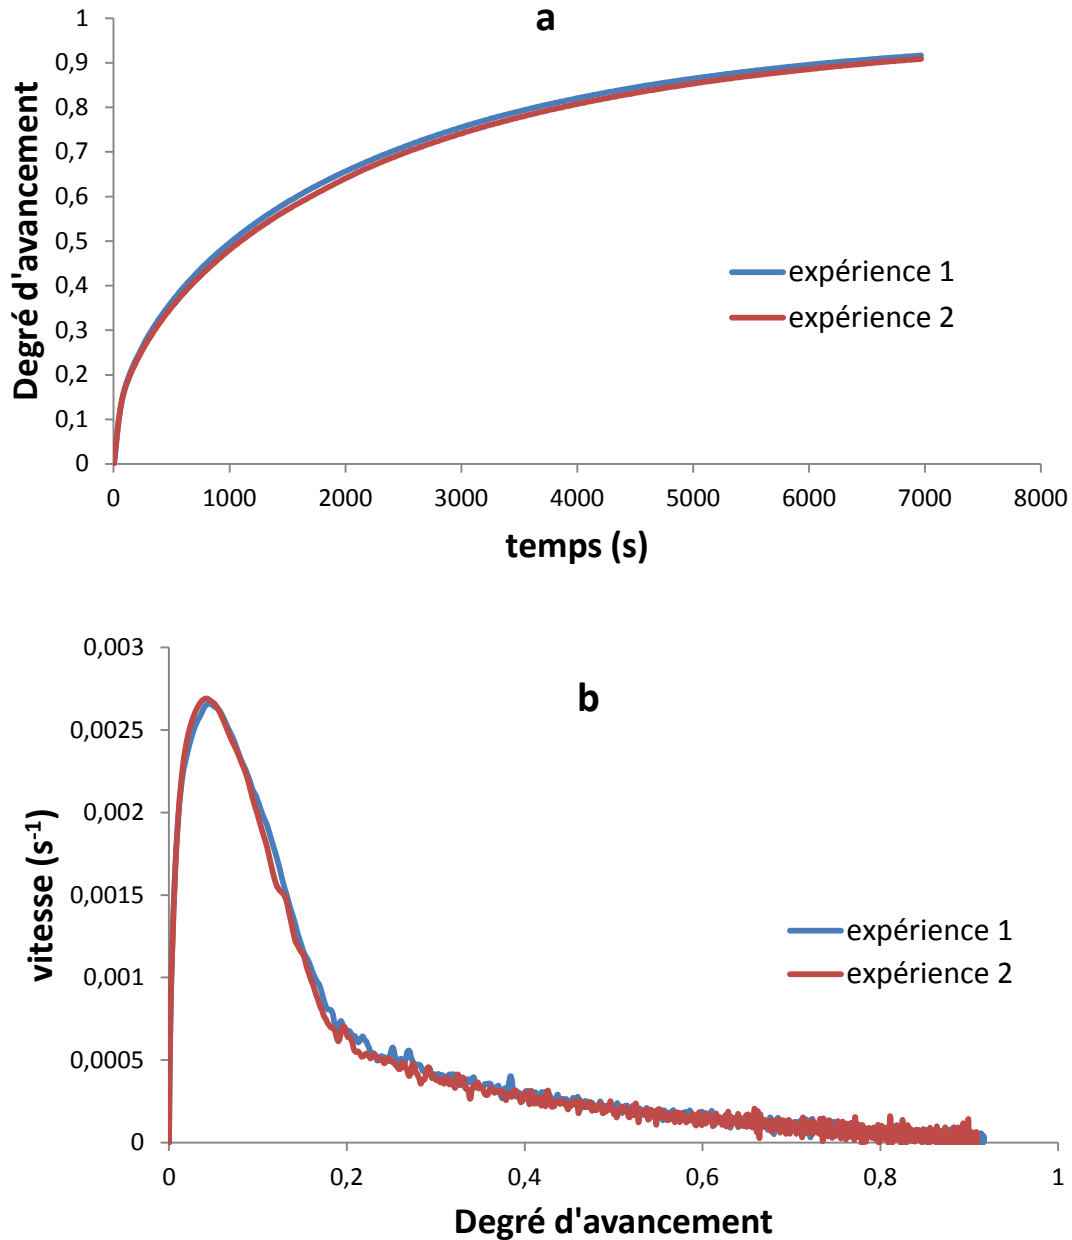 a
1
0,9
0,8
0,7
0,6
0,5
0,4
0,3
0,2
0,1
0
Degré d'avancement
expérience 1
expérience 2
0 1000 2000 3000 4000 5000 6000 7000 8000
temps (s)
b
0,003
0,0025
0,002
0,0015
0,001
0,0005
0
vitesse (s⁻¹)
expérience 1
expérience 2
0 0,2 0,4 0,6 0,8 1
Degré d'avancement